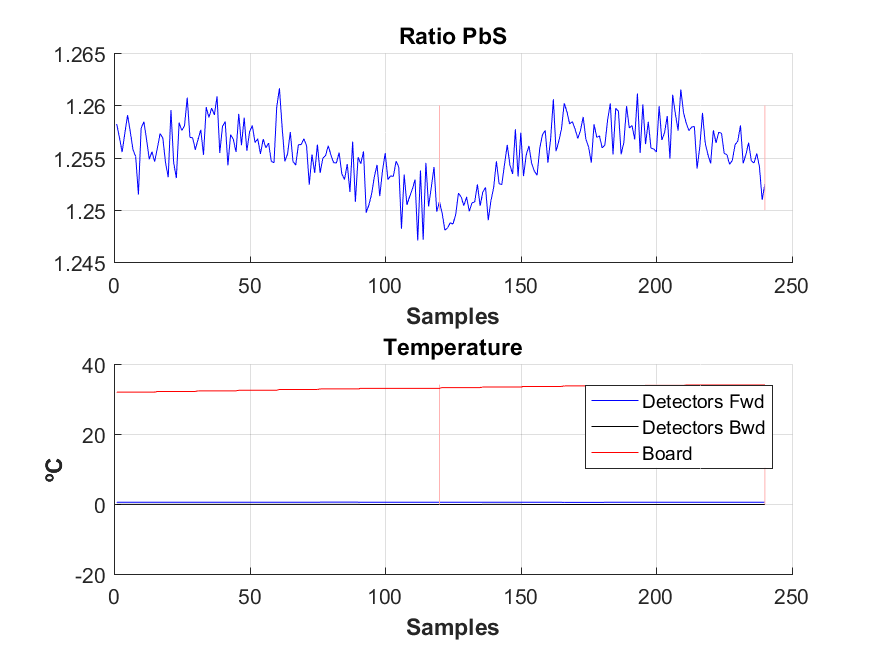 Ratio PbS
1.265
1.26
1.255
1.25
1.245
0 50 100 150 200 250
Samples
Temperature
40
20
0
-20
ºC
Detectors Fwd
Detectors Bwd
Board
0 50 100 150 200 250
Samples